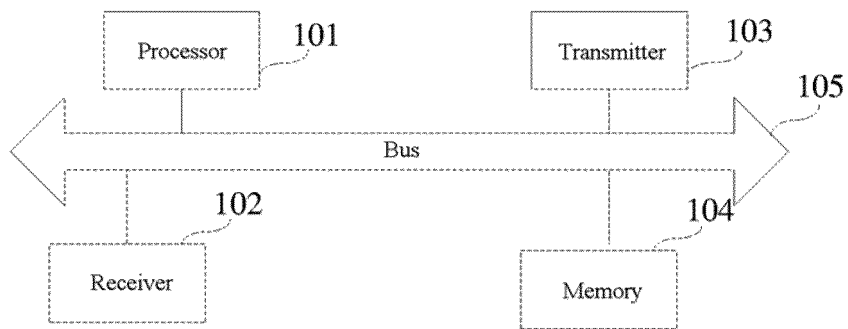 Processor
101
Transmitter
103
105
Bus
102
Receiver
104
Memory